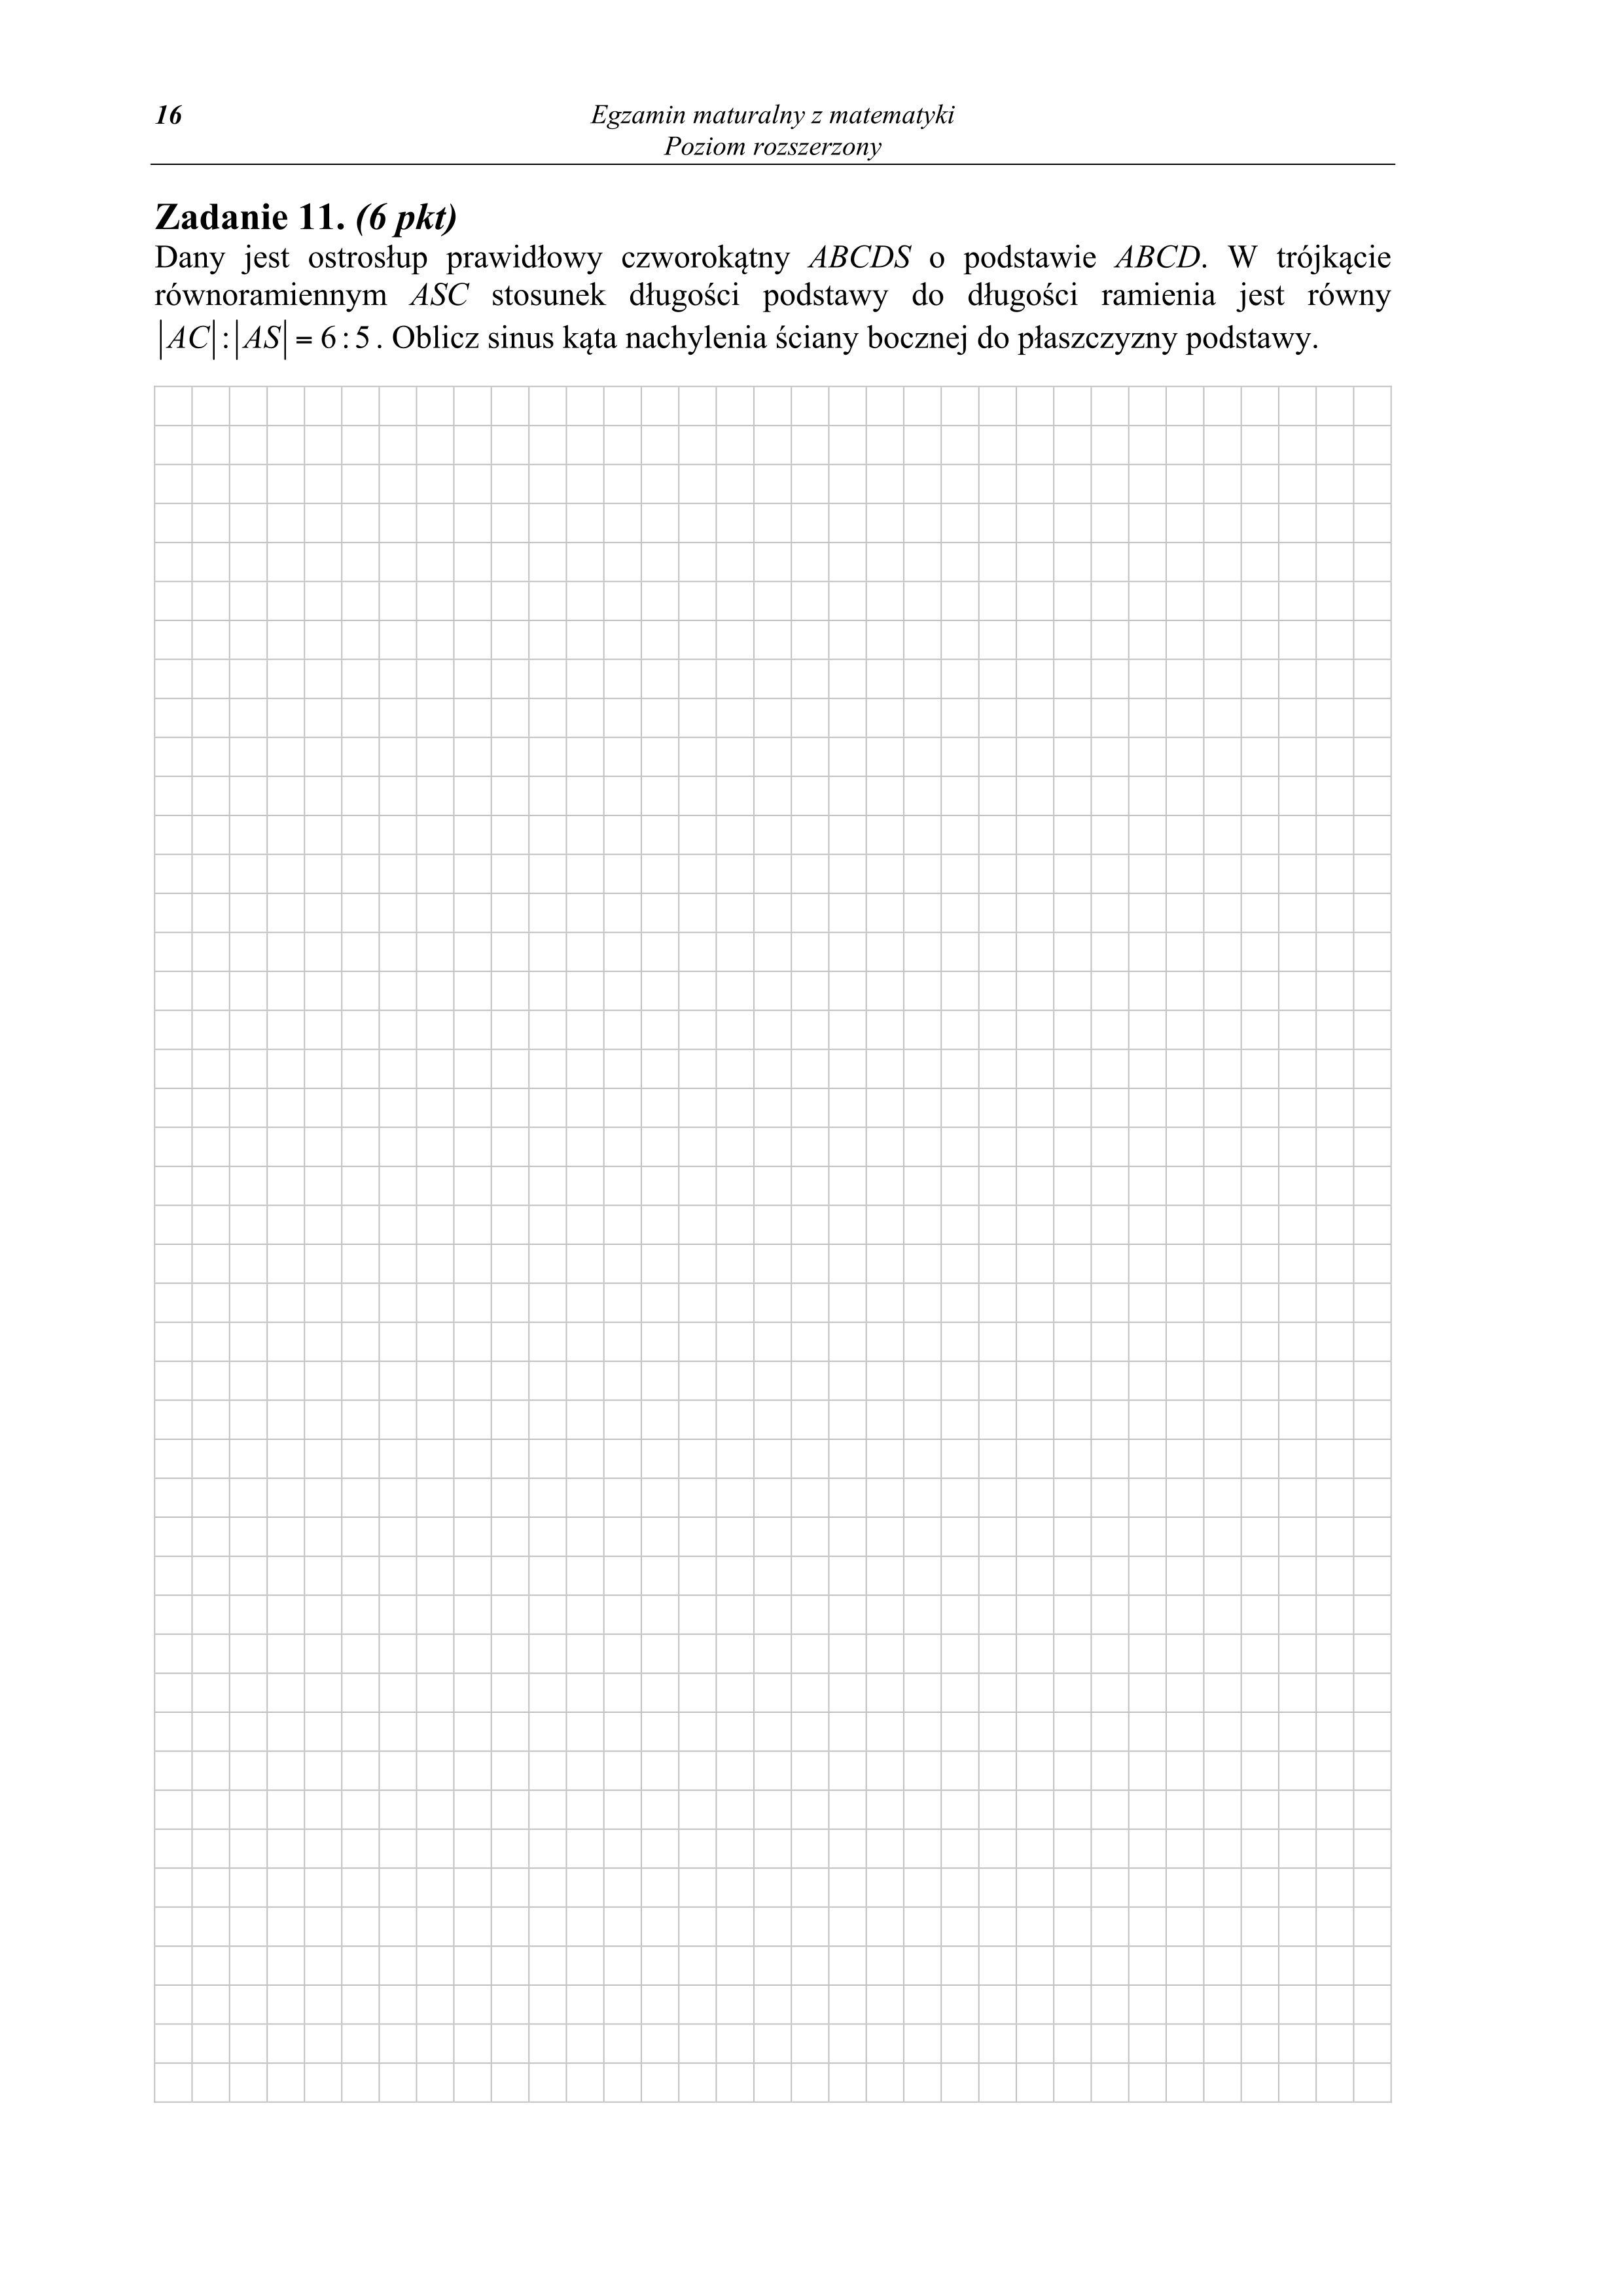 16
Egzamin maturalny z matematyki
Poziom rozszerzony
Zadanie 11. (6 pkt)
Dany jest ostrosłup prawidłowy czworokątny ABCDS o podstawie ABCD. W trójkącie
równoramiennym ASC stosunek długości podstawy do długości ramienia jest równy
|AC|:|AS| = 6:5. Oblicz sinus kąta nachylenia ściany bocznej do płaszczyzny podstawy.